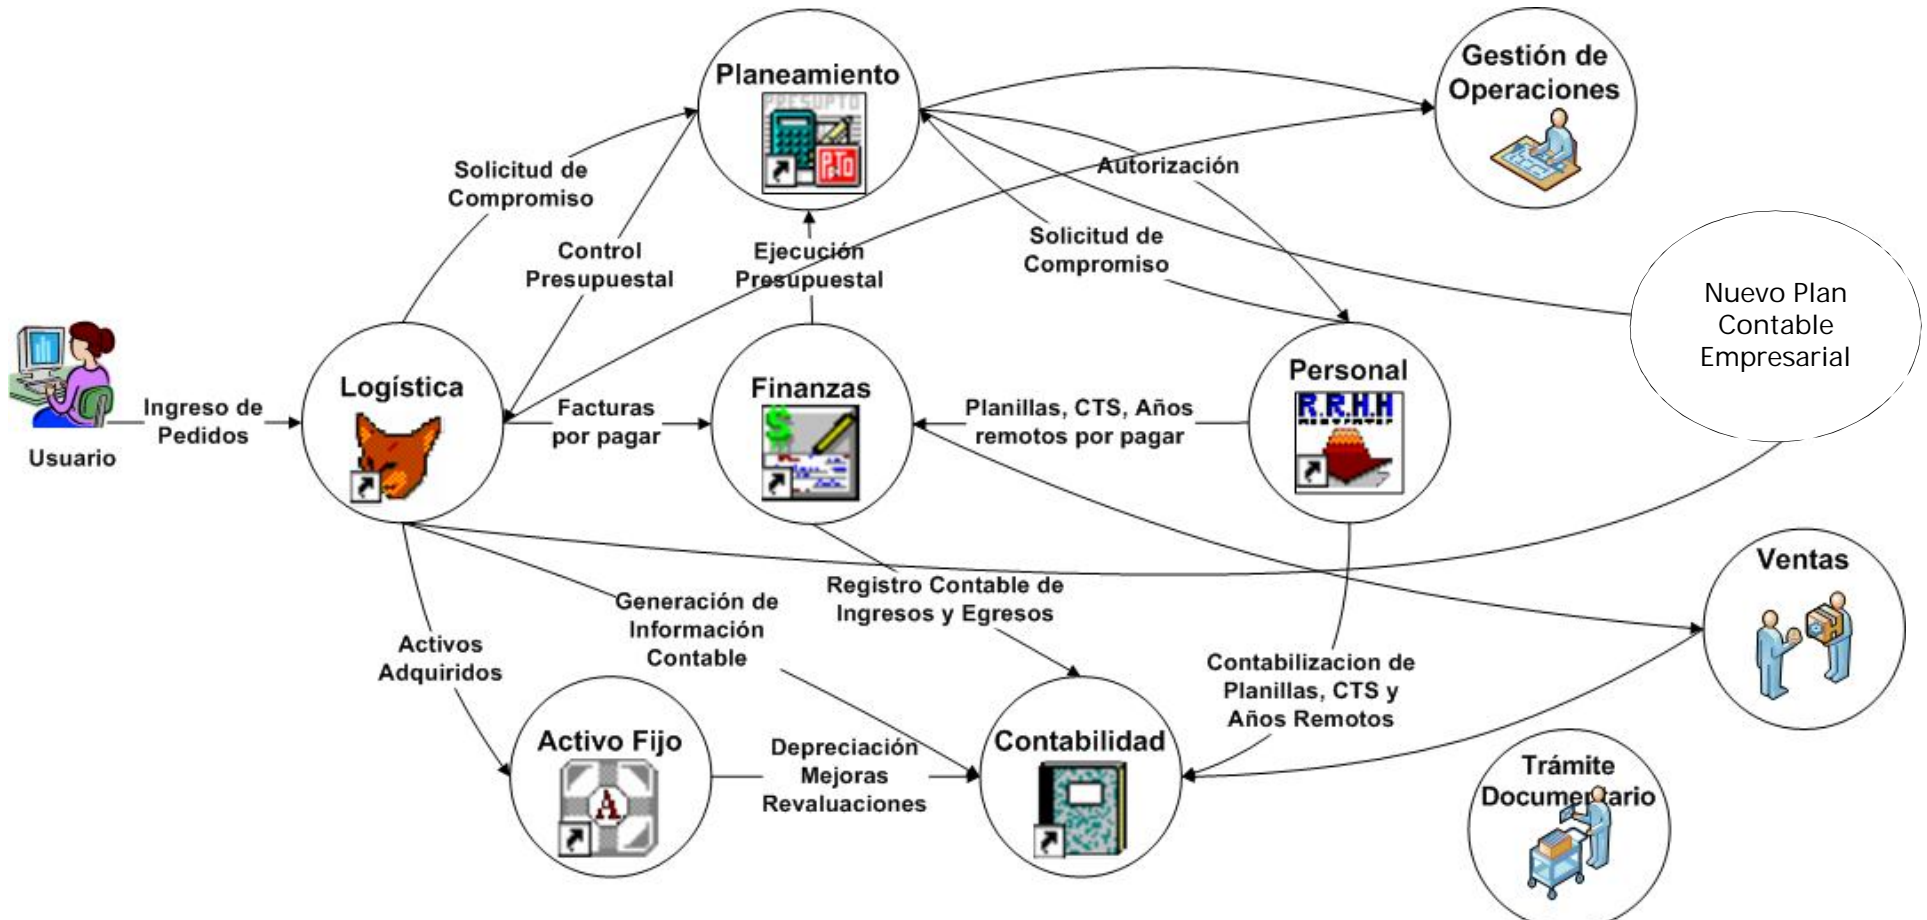 Planeamiento
PRESUPTO
PpTo
Gestión de
Operaciones
Solicitud de
Compromiso
Autorización
Control
Presupuestal
Ejecución
Presupuestal
Solicitud de
Compromiso
Nuevo Plan
Contable
Empresarial
Usuario
Ingreso de
Pedidos
Logística
Facturas
por pagar
Finanzas
$
Planillas, CTS, Años
remotos por pagar
Personal
R.R.H.H
Generación de
Información
Contable
Registro Contable de
Ingresos y Egresos
Ventas
Activos
Adquiridos
Contabilizacion de
Planillas, CTS y
Años Remotos
Activo Fijo
A
Depreciación
Mejoras
Revaluaciones
Contabilidad
Trámite
Documentario